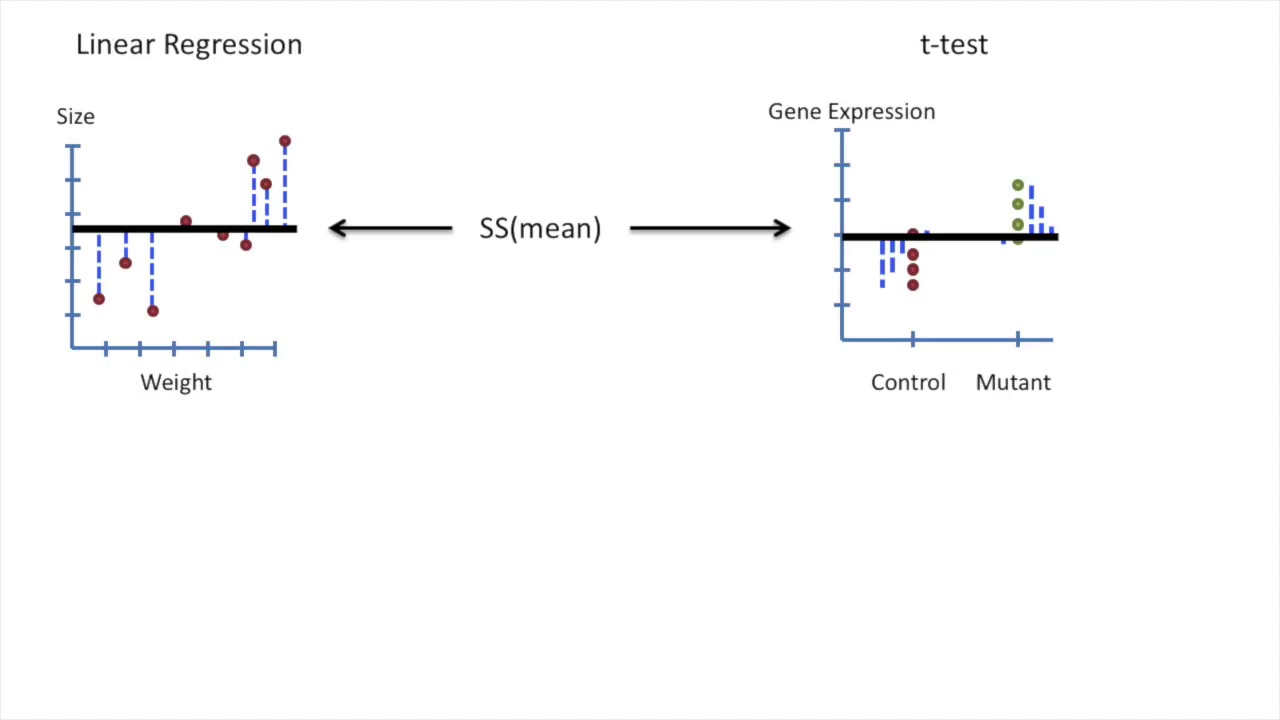 Linear Regression
t-test
Size
Gene Expression
SS(mean)
Weight
Control
Mutant